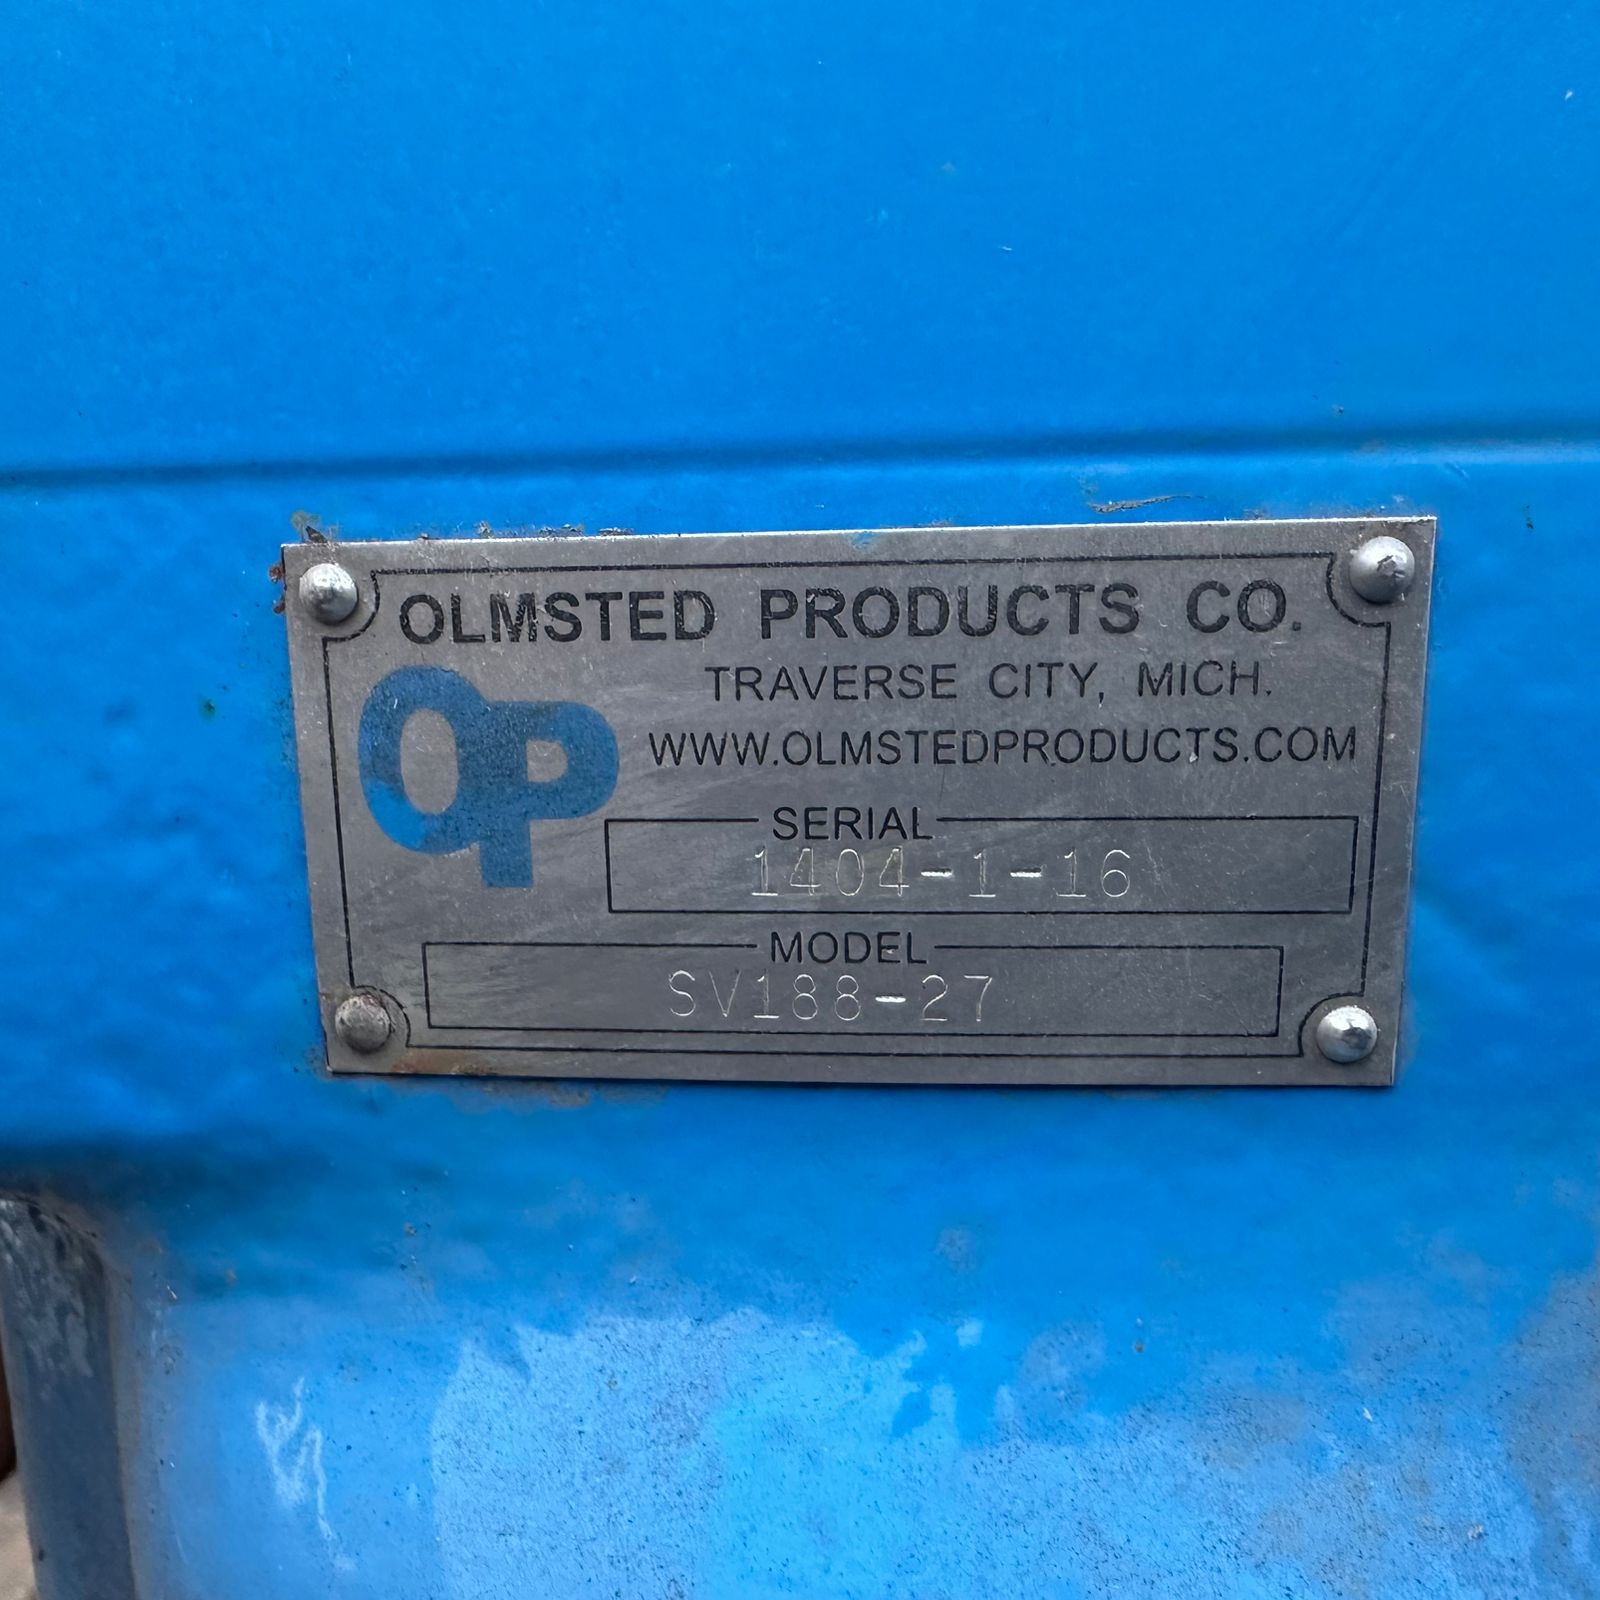 OLMSTED PRODUCTS CO.
TRAVERSE CITY, MICH.
OP
WWW.OLMSTEDPRODUCTS.COM
SERIAL
1404-1-16
MODEL
SV188-27